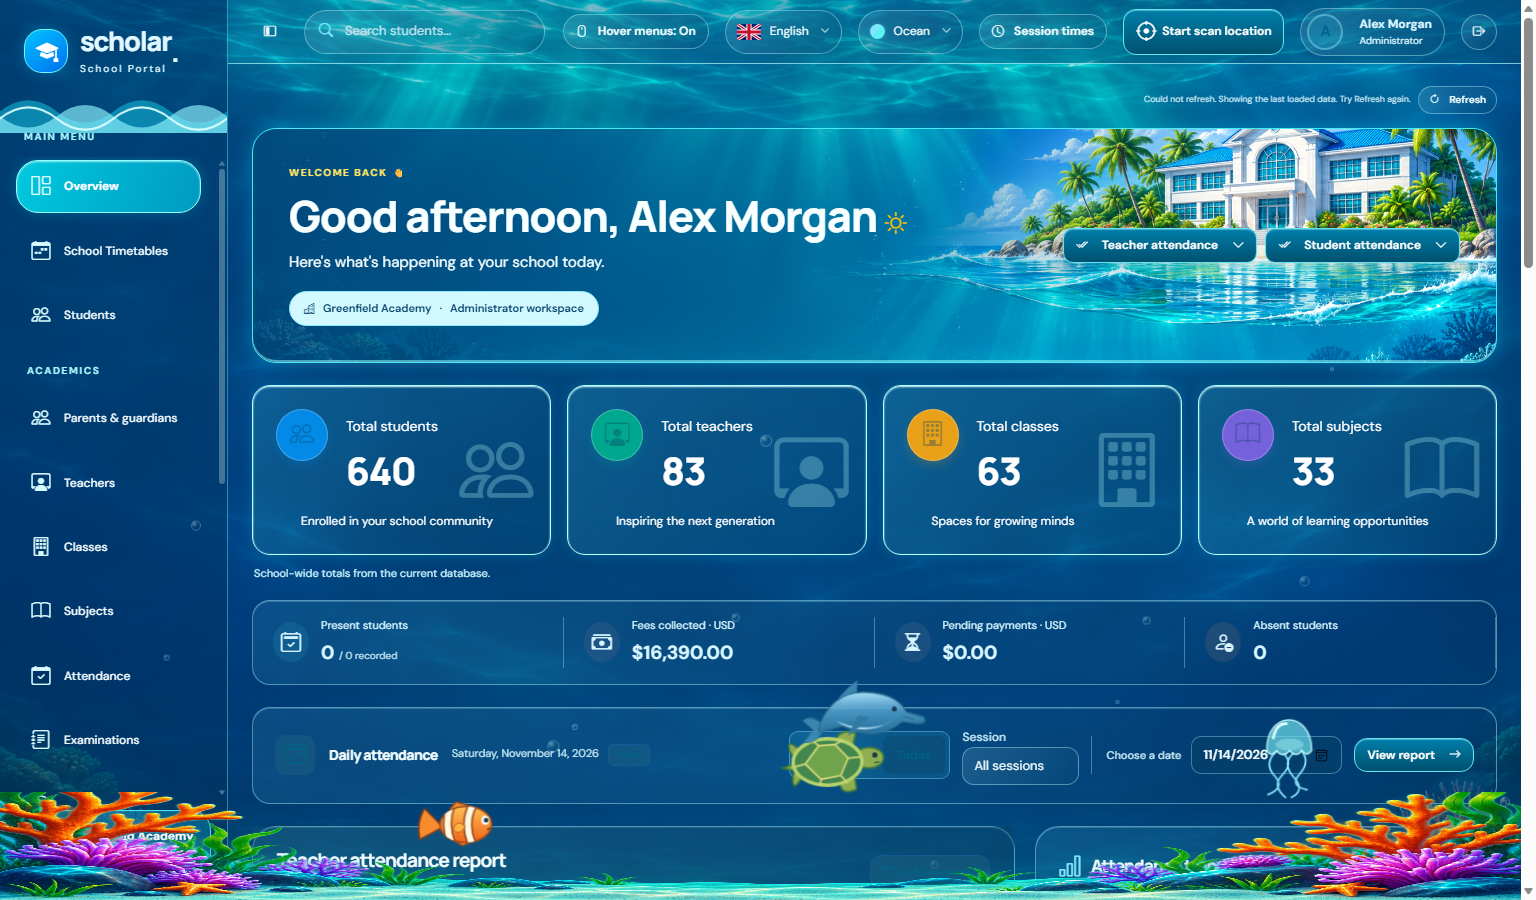 scholar
School Portal
Search students...
Hover menus: On
English
Ocean
Session times
Start scan location
A
Alex Morgan
Administrator
Could not refresh. Showing the last loaded data. Try Refresh again.
Refresh
MAIN MENU
Overview
School Timetables
Students
ACADEMICS
Parents & guardians
Teachers
Classes
Subjects
Attendance
Examinations
WELCOME BACK
Good afternoon, Alex Morgan
Here's what's happening at your school today.
Greenfield Academy · Administrator workspace
Teacher attendance
Student attendance
Total students
640
Enrolled in your school community
Total teachers
83
Inspiring the next generation
Total classes
63
Spaces for growing minds
Total subjects
33
A world of learning opportunities
School-wide totals from the current database.
Present students
0 / 0 recorded
Fees collected · USD
$16,390.00
Pending payments · USD
$0.00
Absent students
0
Daily attendance
Saturday, November 14, 2026
Today
Session
All sessions
Choose a date
11/14/2026
View report
Academy
Teacher attendance report